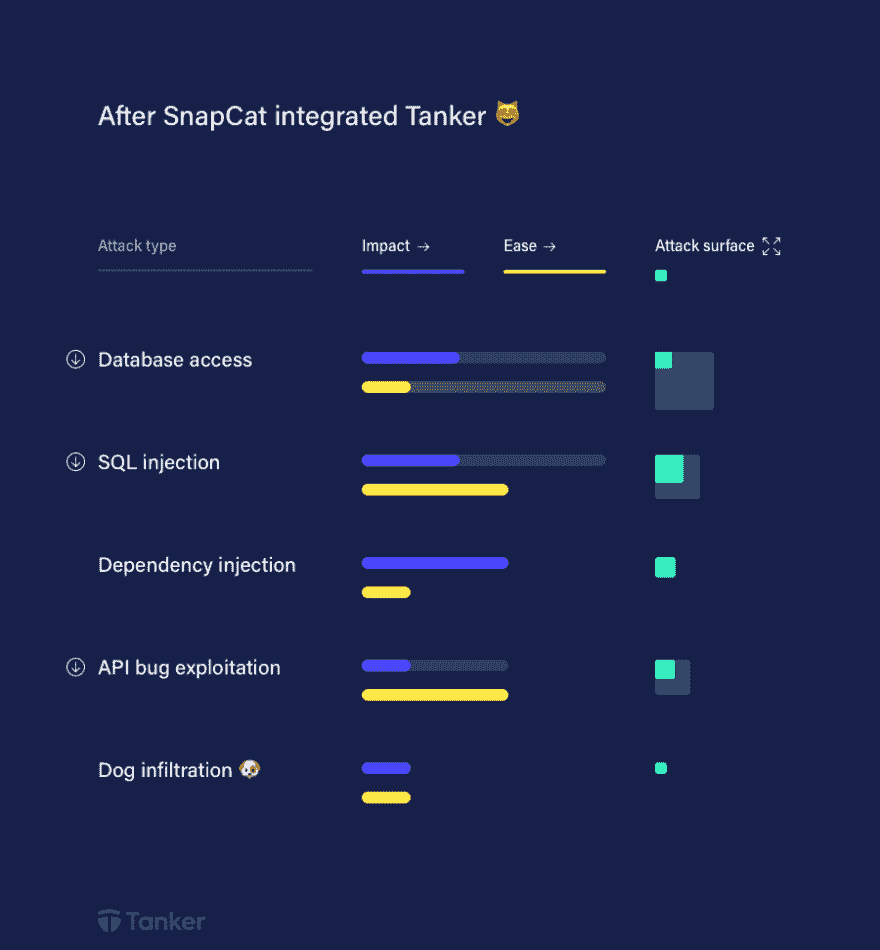 After SnapCat integrated Tanker 😸
Attack type
Impact →
Ease →
Attack surface
Database access
SQL injection
Dependency injection
API bug exploitation
Dog infiltration 🐶
Tanker